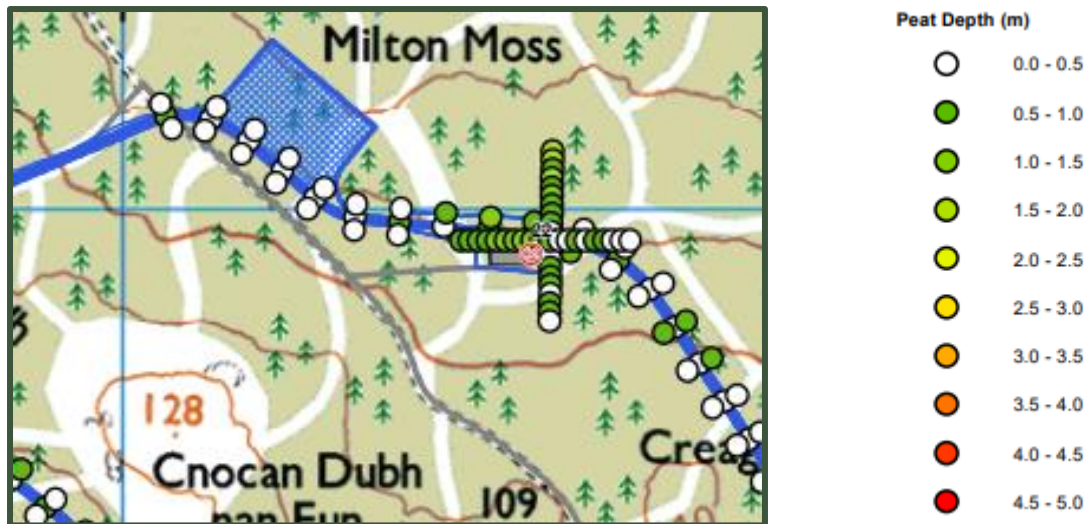 Milton Moss
128
Cnocan Dubh
nan Eun
109
Creag
Peat Depth (m)
0.0 - 0.5
0.5 - 1.0
1.0 - 1.5
1.5 - 2.0
2.0 - 2.5
2.5 - 3.0
3.0 - 3.5
3.5 - 4.0
4.0 - 4.5
4.5 - 5.0